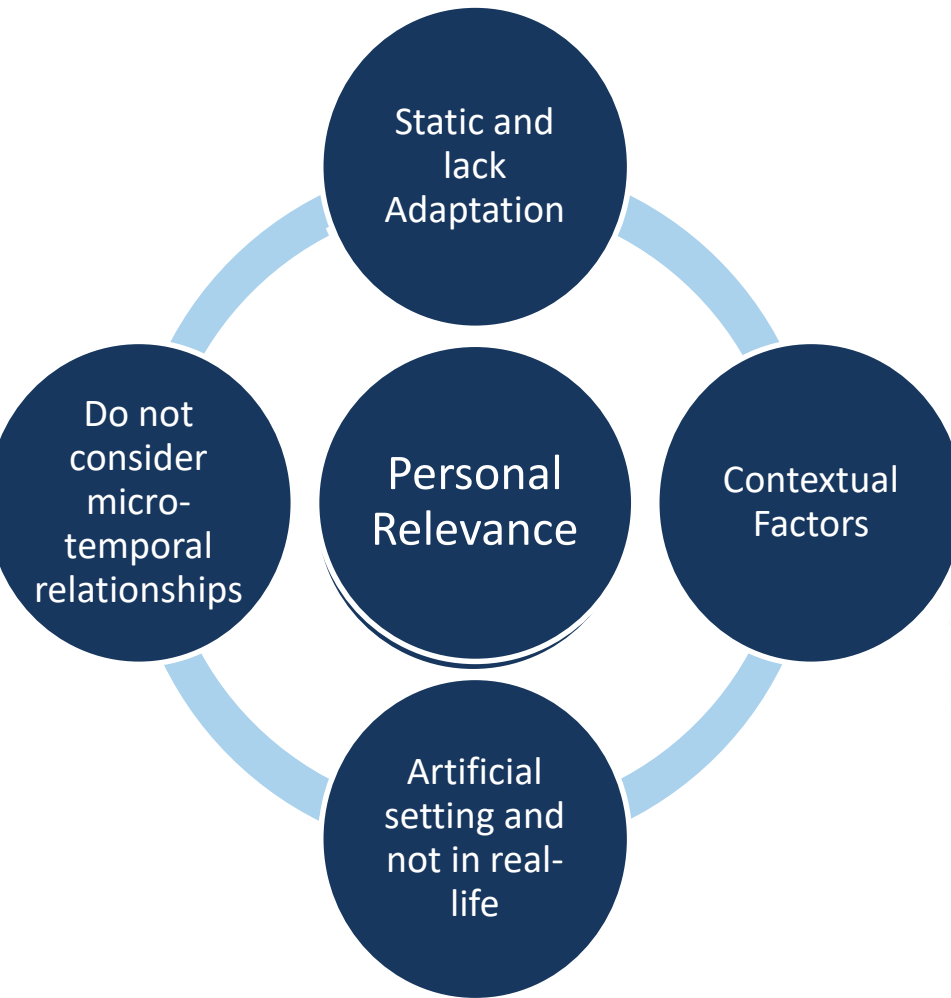 Static and
lack
Adaptation
Do not
consider
micro-
temporal
relationships
Personal
Relevance
Contextual
Factors
Artificial
setting and
not in real-
life